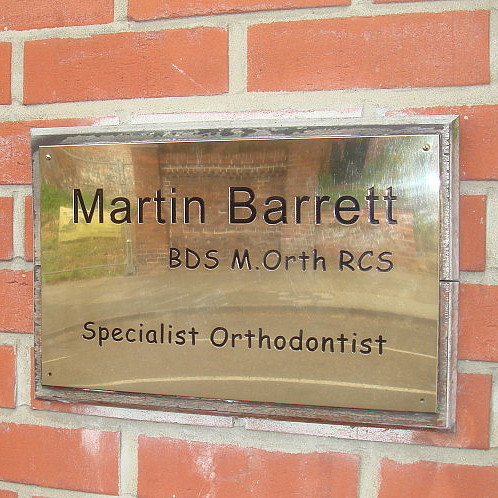 Martin Barrett
BDS M.Orth RCS
Specialist Orthodontist